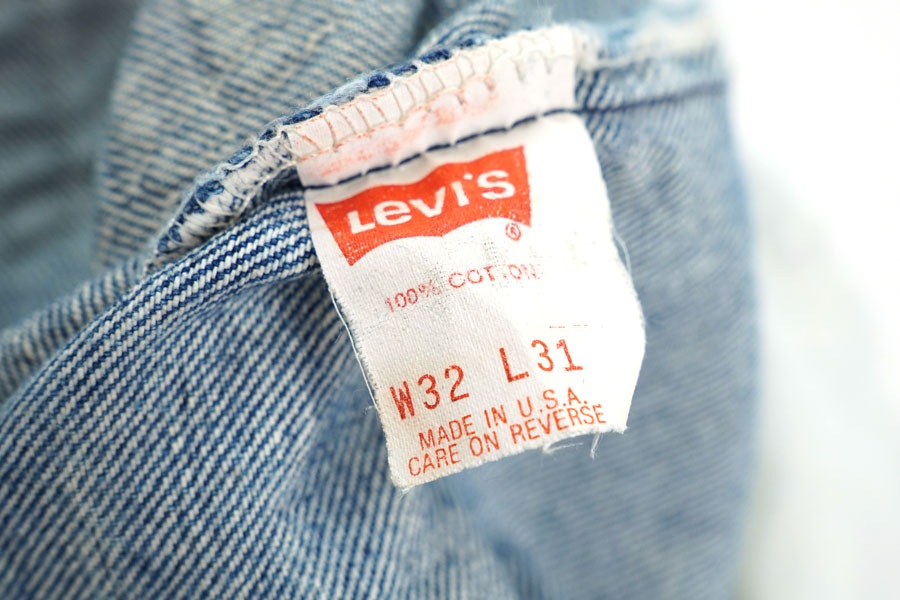 Levi's
®
100% COTTON
W32 L31
MADE IN U.S.A.
CARE ON REVERSE